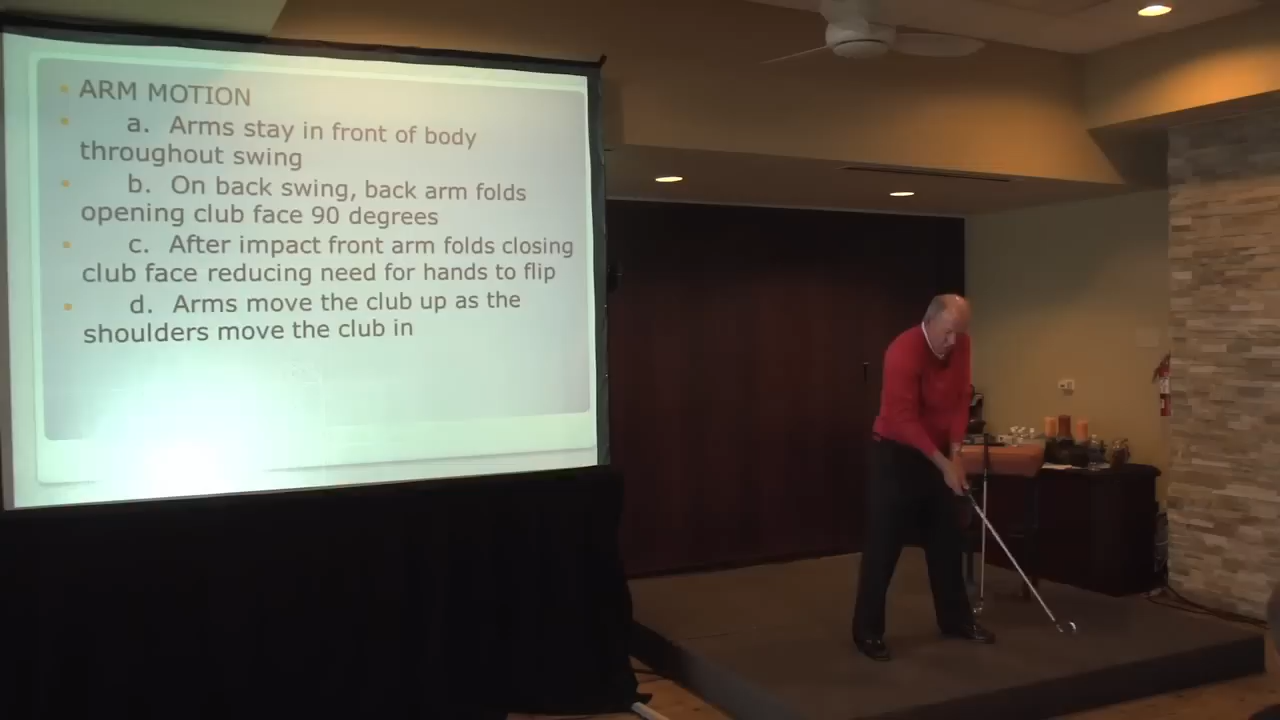 ARM MOTION
a. Arms stay in front of body
throughout swing
b. On back swing, back arm folds
opening club face 90 degrees
c. After impact front arm folds closing
club face reducing need for hands to flip
d. Arms move the club up as the
shoulders move the club in